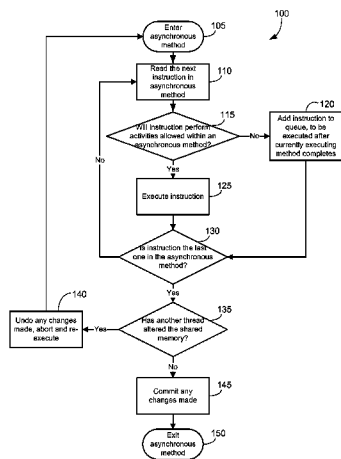 100
Enter
asynchronous
method
105
Read the next
instruction in
asynchronous
method
110
115
Will instruction perform
activities allowed within an
asynchronous method?
No
120
Add instruction to
queue, to be
executed after
currently executing
method completes
Yes
No
125
Execute instruction
130
Is instruction the last
one in the asynchronous
method?
Yes
140
Undo any changes
made, abort and re-
execute
135
Has another thread
altered the shared
memory?
Yes
No
145
Commit any
changes made
Exit
asynchronous
method
150